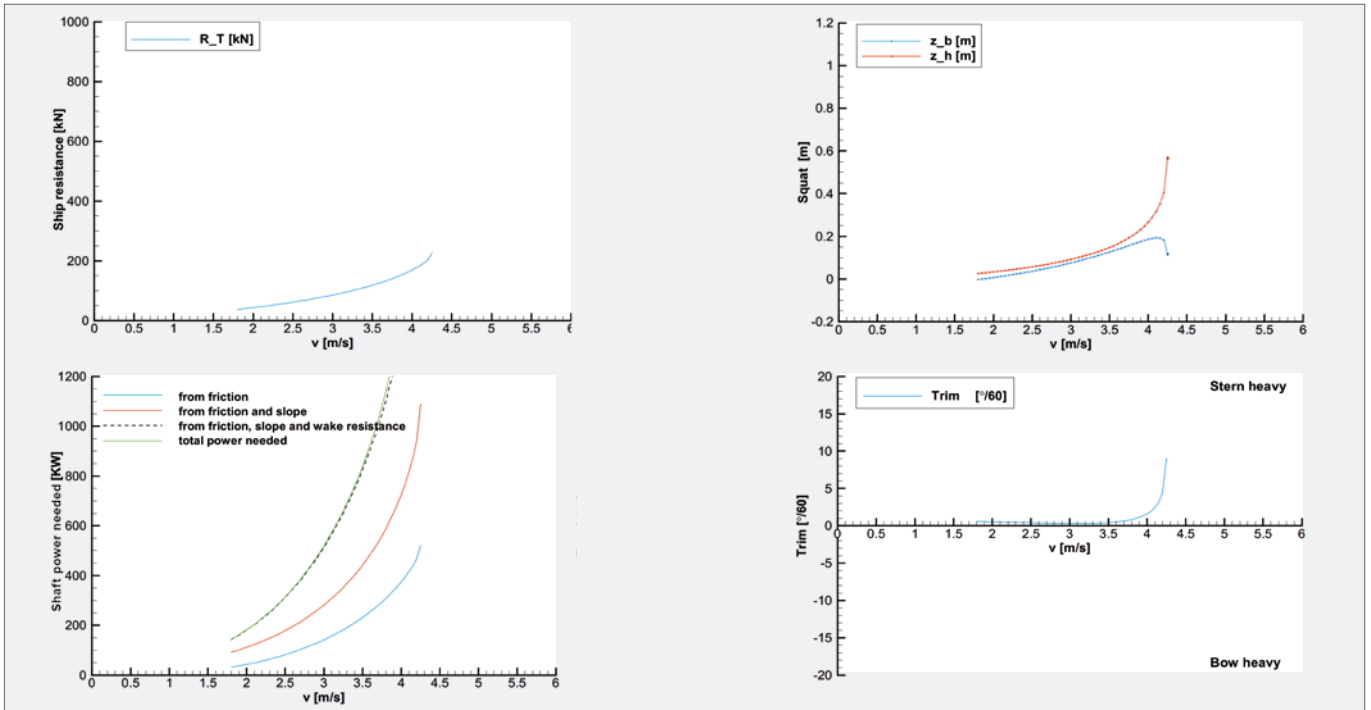 1000
800
600
400
200
0
Ship resistance [kN]
R_T [kN]
0 0.5 1 1.5 2 2.5 3 3.5 4 4.5 5 5.5 6
v [m/s]
1.2
1
0.8
0.6
0.4
0.2
0
-0.2
Squat [m]
z_b [m]
z_h [m]
0 0.5 1 1.5 2 2.5 3 3.5 4 4.5 5 5.5 6
v [m/s]
1200
1000
800
600
400
200
0
Shaft power needed [KW]
from friction
from friction and slope
from friction, slope and wake resistance
total power needed
0 0.5 1 1.5 2 2.5 3 3.5 4 4.5 5 5.5 6
v [m/s]
20
15
10
5
0
-5
-10
-15
-20
Trim [°/60]
Trim [°/60]
Stern heavy
0 0.5 1 1.5 2 2.5 3 3.5 4 4.5 5 5.5 6
v [m/s]
Bow heavy